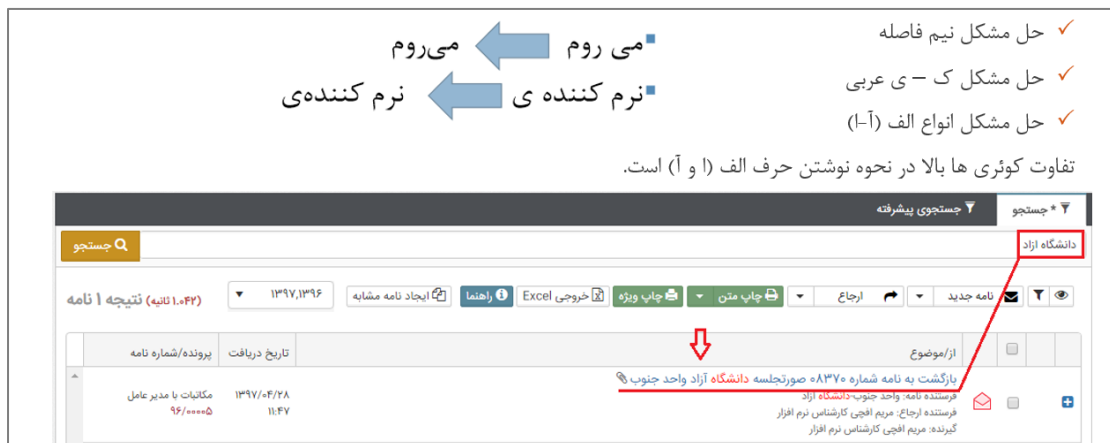 ✓ حل مشکل نیم فاصله
✓ حل مشکل ک – ی عربی
✓ حل مشکل انواع الف (آ-ا)
▪می روم می‌روم
▪نرم کننده ی نرم کننده‌ی
تفاوت کوئری ها بالا در نحوه نوشتن حرف الف (ا و آ) است.
* جستجو جستجوی پیشرفته
دانشگاه ازاد جستجو
نامه جدید ارجاع چاپ متن چاپ ویژه خروجی Excel راهنما ایجاد نامه مشابه ۱۳۹۷,۱۳۹۶ (۱.۰۴۲ ثانیه) نتیجه ۱ نامه
از/موضوع تاریخ دریافت پرونده/شماره نامه
بازگشت به نامه شماره ۰۸۳۷۰ صورتجلسه دانشگاه آزاد واحد جنوب
فرستنده نامه: واحد جنوب-دانشگاه آزاد
فرستنده ارجاع: مریم افچی کارشناس نرم افزار
گیرنده: مریم افچی کارشناس نرم افزار
۱۳۹۷/۰۴/۲۸
۱۱:۴۷
مکاتبات با مدیر عامل
۹۶/۰۰۰۰۵